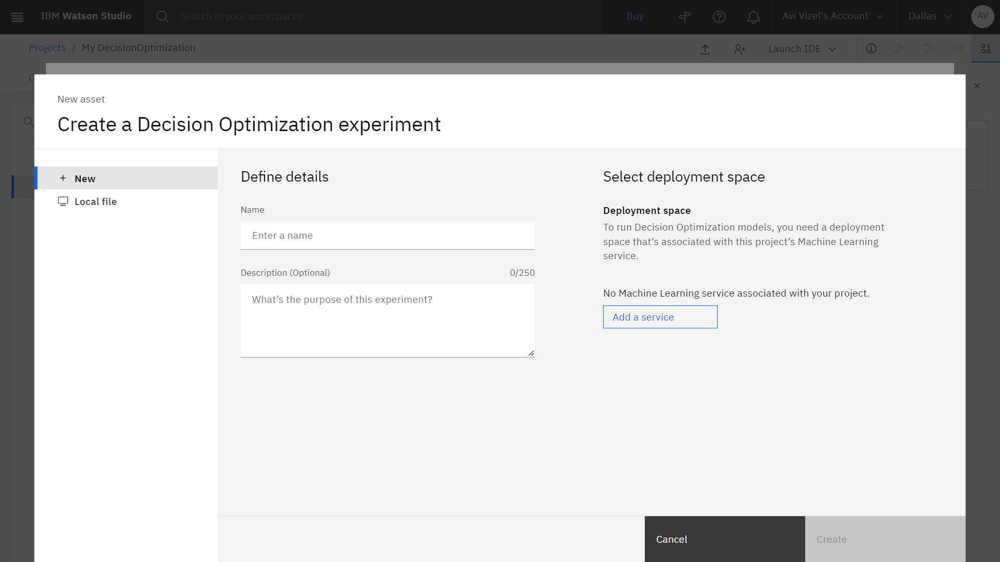 IBM Watson Studio
Search in your workspaces
Buy
Avi Vizel's Account
Dallas
AV
Projects / My DecisionOptimization
Launch IDE
New asset
Create a Decision Optimization experiment
New
Local file
Define details
Name
Enter a name
Description (Optional)
0/250
What’s the purpose of this experiment?
Select deployment space
Deployment space
To run Decision Optimization models, you need a deployment
space that’s associated with this project’s Machine Learning
service.
No Machine Learning service associated with your project.
Add a service
Cancel
Create